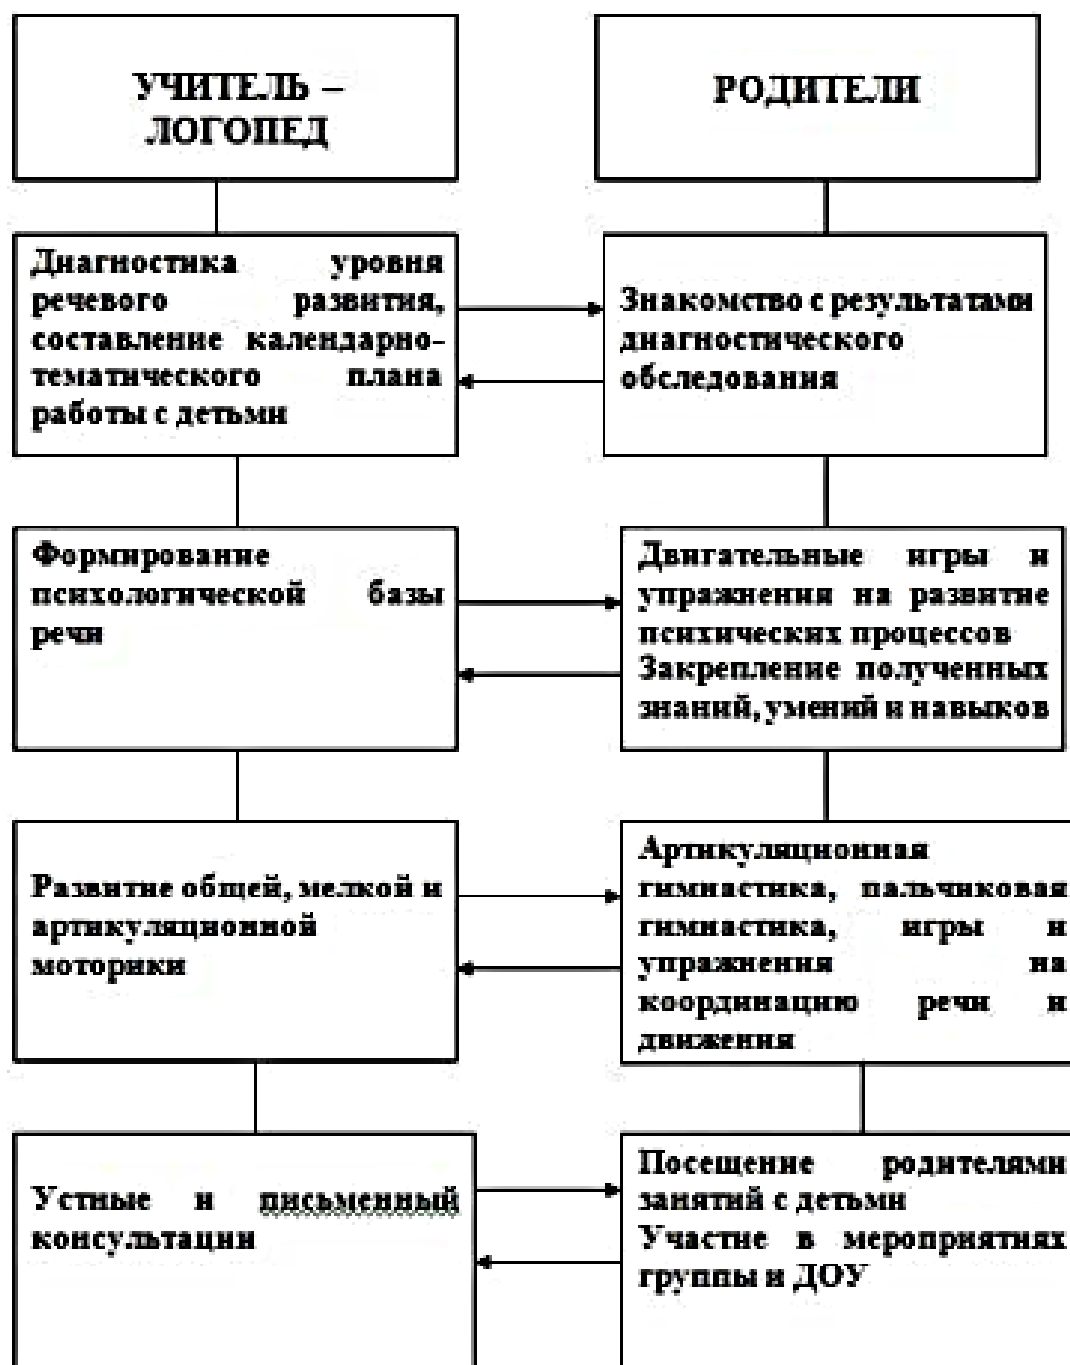 УЧИТЕЛЬ –
ЛОГОПЕД
РОДИТЕЛИ
Диагностика уровня
речевого развития,
составление календарно-
тематического плана
работы с детьми
Знакомство с результатами
диагностического
обследования
Формирование
психологической базы
речи
Двигательные игры и
упражнения на развитие
психических процессов
Закрепление полученных
знаний, умений и навыков
Развитие общей, мелкой и
артикуляционной
моторики
Артикуляционная
гимнастика, пальчиковая
гимнастика, игры и
упражнения на
координацию речи и
движения
Устные и письменный
консультации
Посещение родителями
занятий с детьми
Участие в мероприятиях
группы и ДОУ